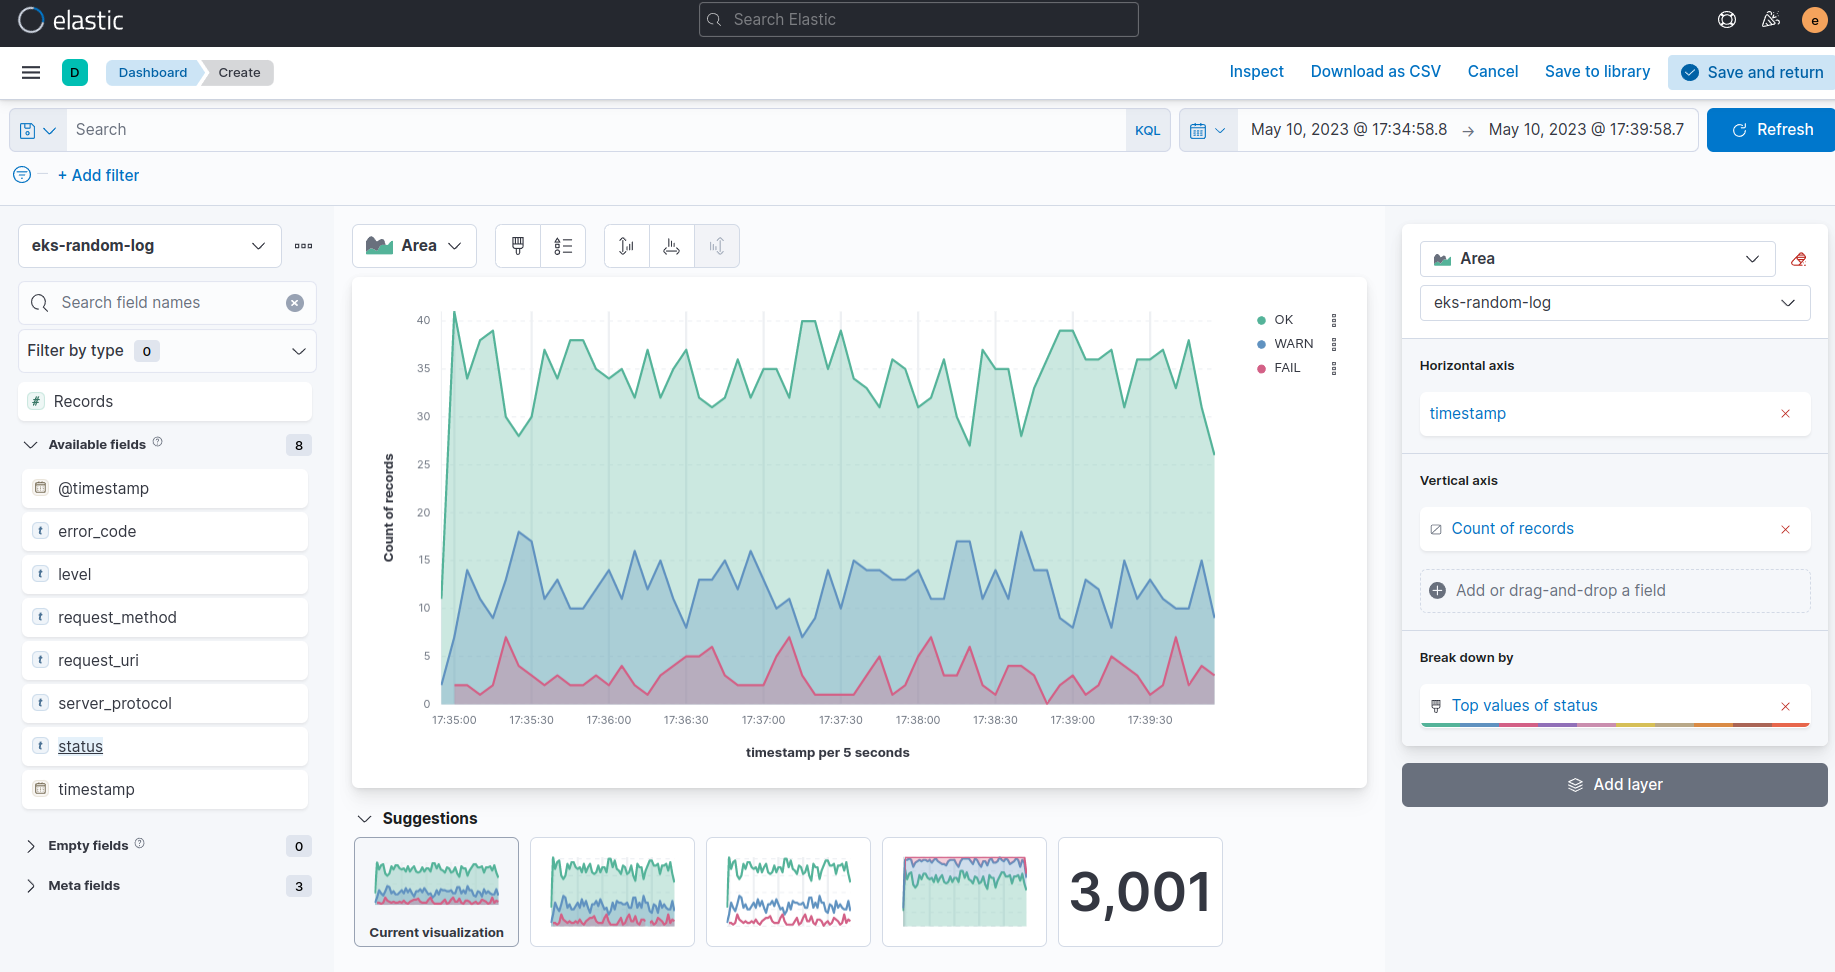 elastic
Search Elastic
e
D
Dashboard
Create
Inspect
Download as CSV
Cancel
Save to library
Save and return
Search
KQL
May 10, 2023 @ 17:34:58.8 → May 10, 2023 @ 17:39:58.7
Refresh
+ Add filter
eks-random-log
Search field names
Filter by type 0
# Records
Available fields 8
@timestamp
t error_code
t level
t request_method
t request_uri
t server_protocol
t status
timestamp
Empty fields 0
Meta fields 3
Area
Count of records
40
35
30
25
20
15
10
5
0
17:35:00 17:35:30 17:36:00 17:36:30 17:37:00 17:37:30 17:38:00 17:38:30 17:39:00 17:39:30
timestamp per 5 seconds
OK
WARN
FAIL
Suggestions
Current visualization
3,001
Area
eks-random-log
Horizontal axis
timestamp
Vertical axis
Count of records
Add or drag-and-drop a field
Break down by
Top values of status
Add layer